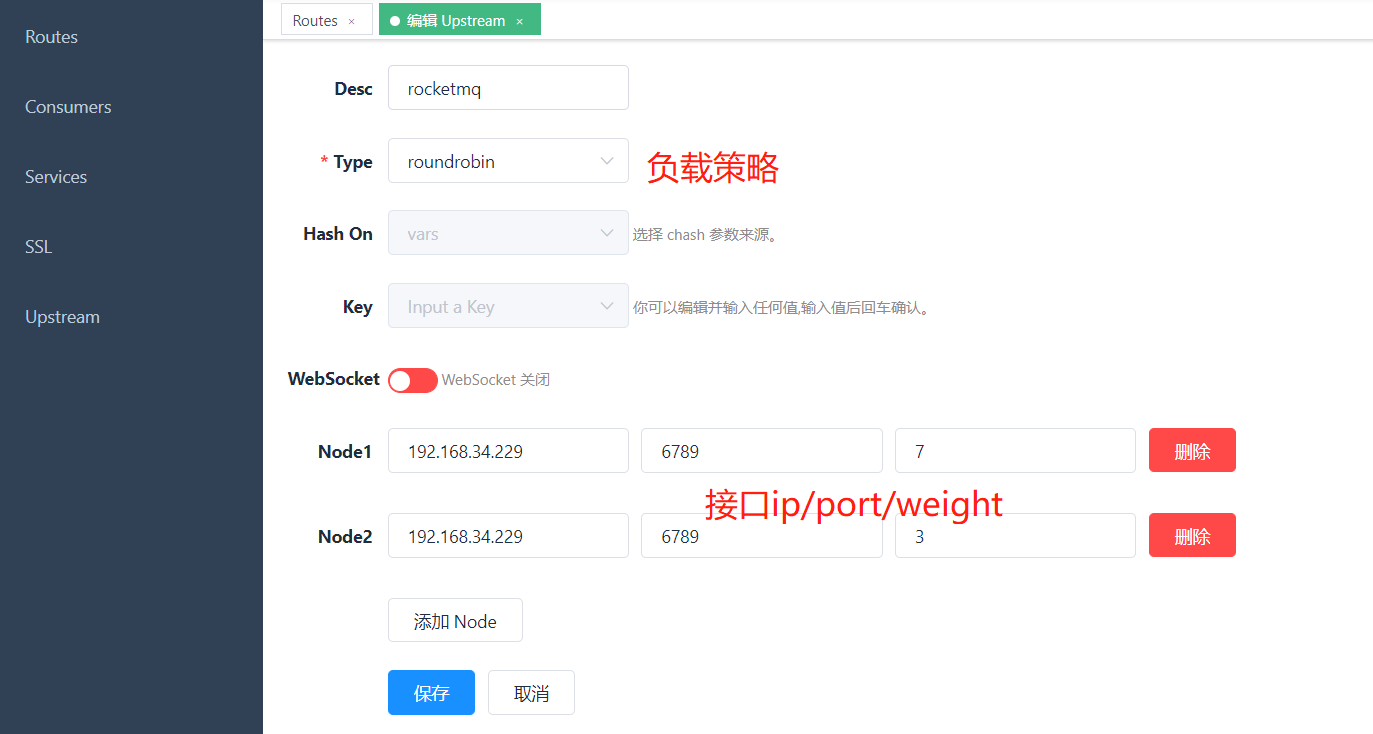 Routes
Consumers
Services
SSL
Upstream
Routes ×
编辑 Upstream ×
Desc rocketmq
* Type roundrobin 负载策略
Hash On vars 选择 chash 参数来源。
Key Input a Key 你可以编辑并输入任何值,输入值后回车确认。
WebSocket WebSocket 关闭
Node1 192.168.34.229 6789 7 删除
接口ip/port/weight
Node2 192.168.34.229 6789 3 删除
添加 Node
保存 取消